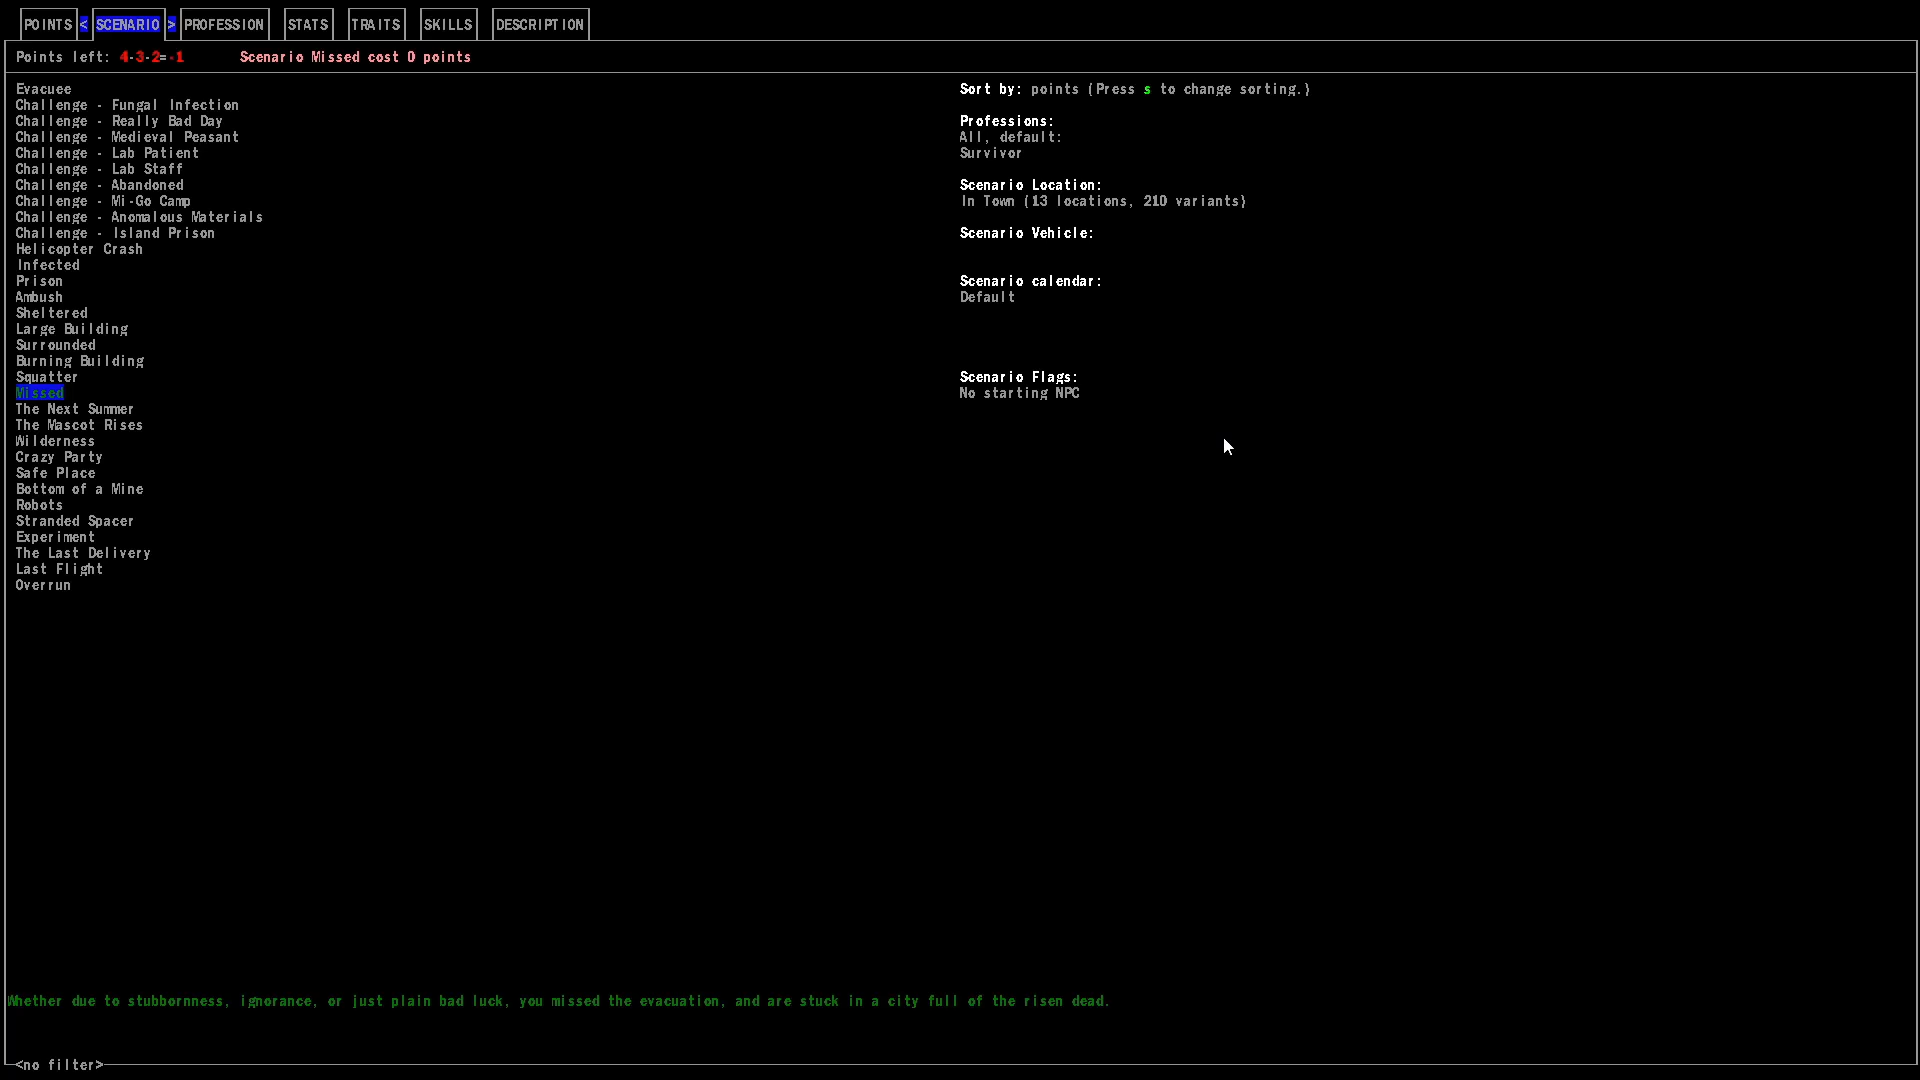 POINTS < SCENARIO > PROFESSION STATS TRAITS SKILLS DESCRIPTION
Points left: 4-3-2=-1 Scenario Missed cost 0 points
Evacuee
Challenge - Fungal Infection
Challenge - Really Bad Day
Challenge - Medieval Peasant
Challenge - Lab Patient
Challenge - Lab Staff
Challenge - Abandoned
Challenge - Mi-Go Camp
Challenge - Anomalous Materials
Challenge - Island Prison
Helicopter Crash
Infected
Prison
Ambush
Sheltered
Large Building
Surrounded
Burning Building
Squatter
Missed
The Next Summer
The Mascot Rises
Wilderness
Crazy Party
Safe Place
Bottom of a Mine
Robots
Stranded Spacer
Experiment
The Last Delivery
Last Flight
Overrun
Sort by: points (Press s to change sorting.)
Professions:
All, default:
Survivor
Scenario Location:
In Town (13 locations, 210 variants)
Scenario Vehicle:
Scenario calendar:
Default
Scenario Flags:
No starting NPC
Whether due to stubbornness, ignorance, or just plain bad luck, you missed the evacuation, and are stuck in a city full of the risen dead.
<no filter>